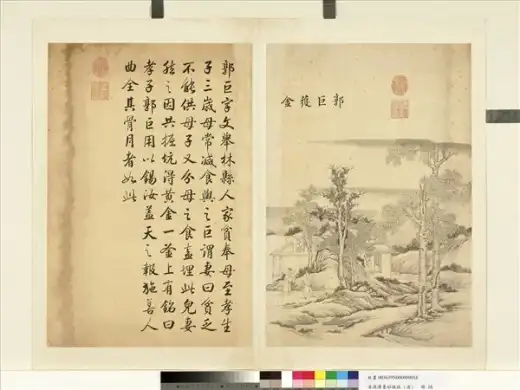 郭巨獲金
郭巨字文舉林縣人家貧奉母至孝生
子三歲母常減食與之巨謂妻曰貧乏
不能供母子又分母之食盍埋此兒妻
然之因共掘坑得黃金一釜上有銘曰
孝子郭巨用以錫汝蓋天之報施善人
曲全其骨肉者如此